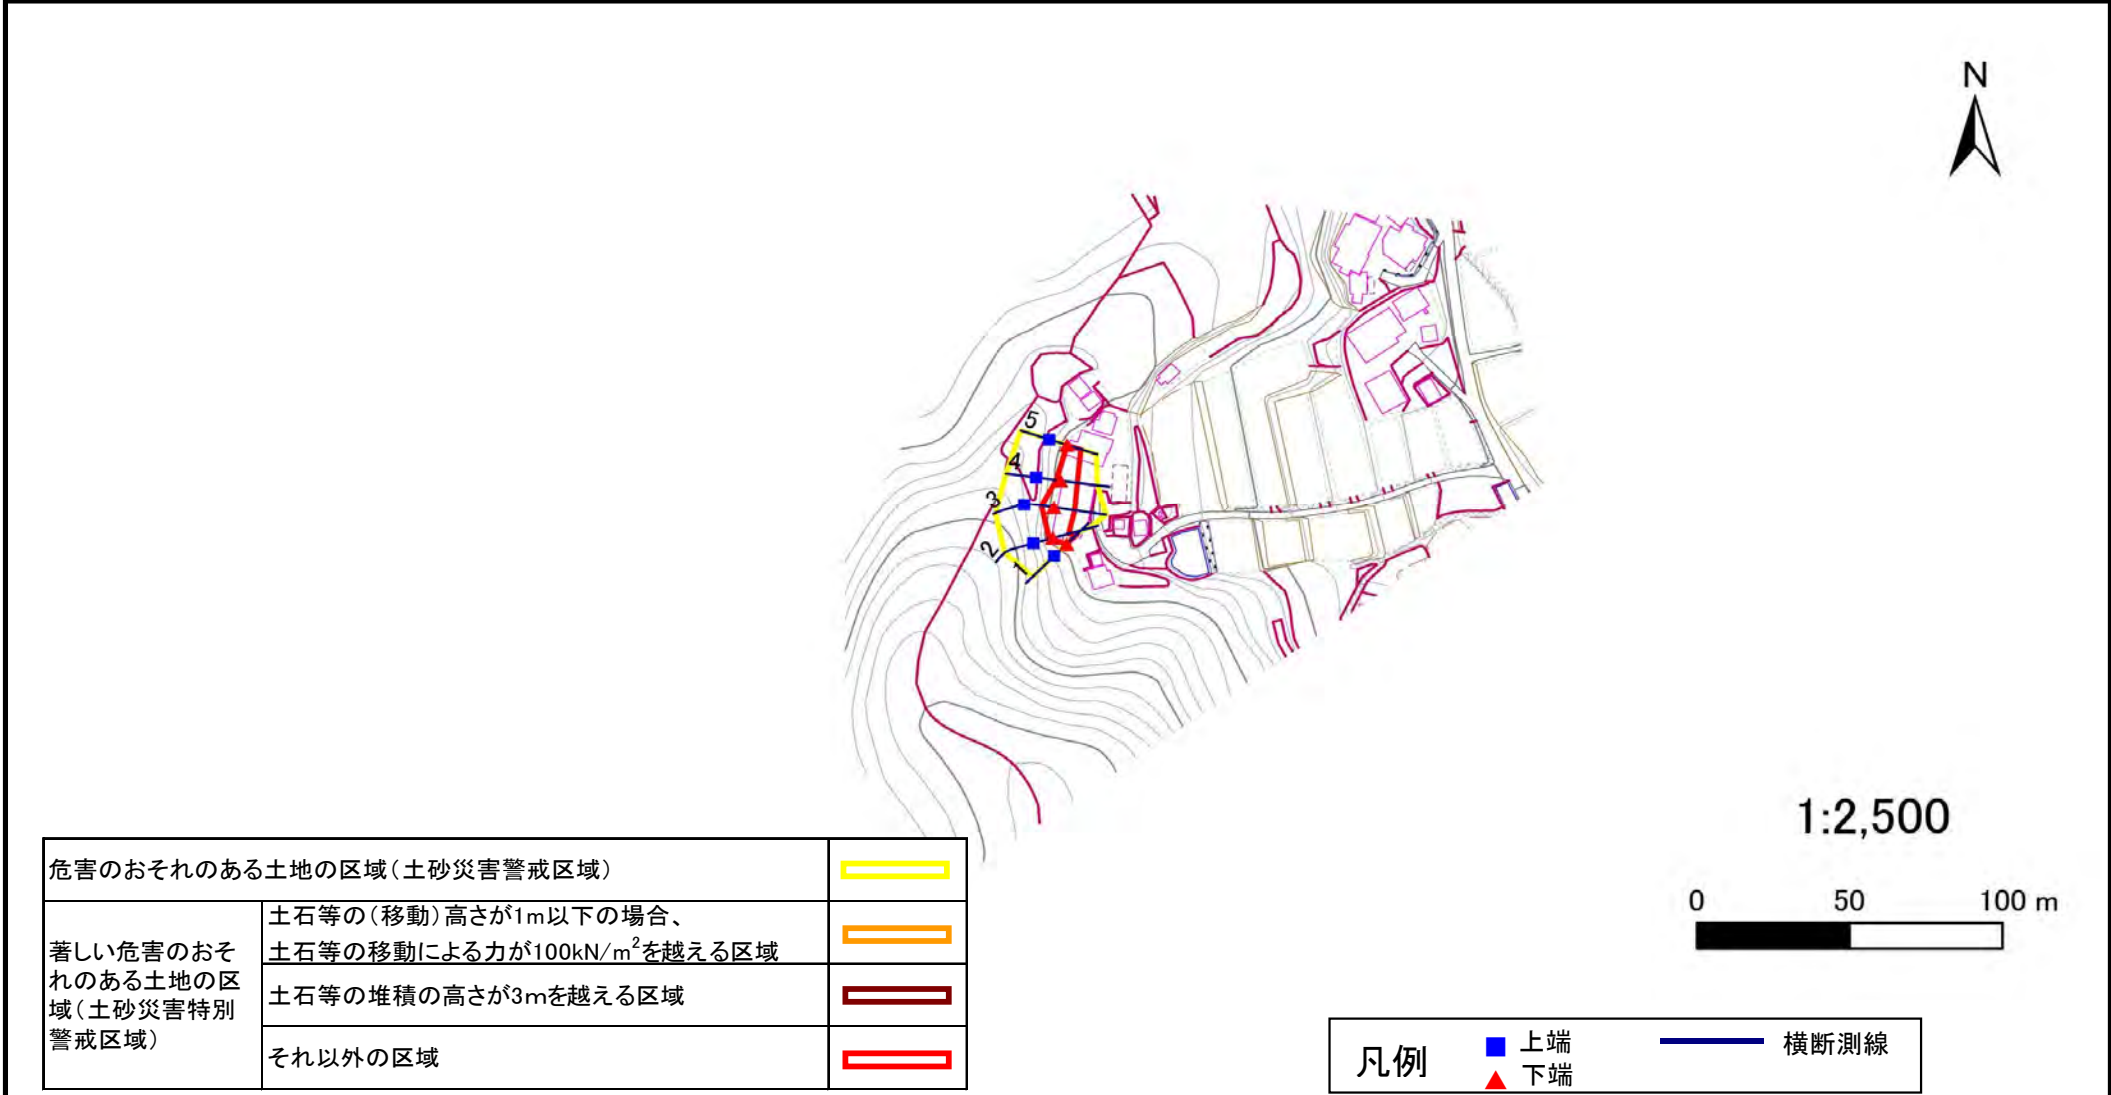 N
5
4
3
2
1
1:2,500
0 50 100 m
危害のおそれのある土地の区域(土砂災害警戒区域)
著しい危害のおそ
れのある土地の区
域(土砂災害特別
警戒区域)
土石等の(移動)高さが1m以下の場合、
土石等の移動による力が100kN/m²を越える区域
土石等の堆積の高さが3mを越える区域
それ以外の区域
凡例
上端
下端
横断測線